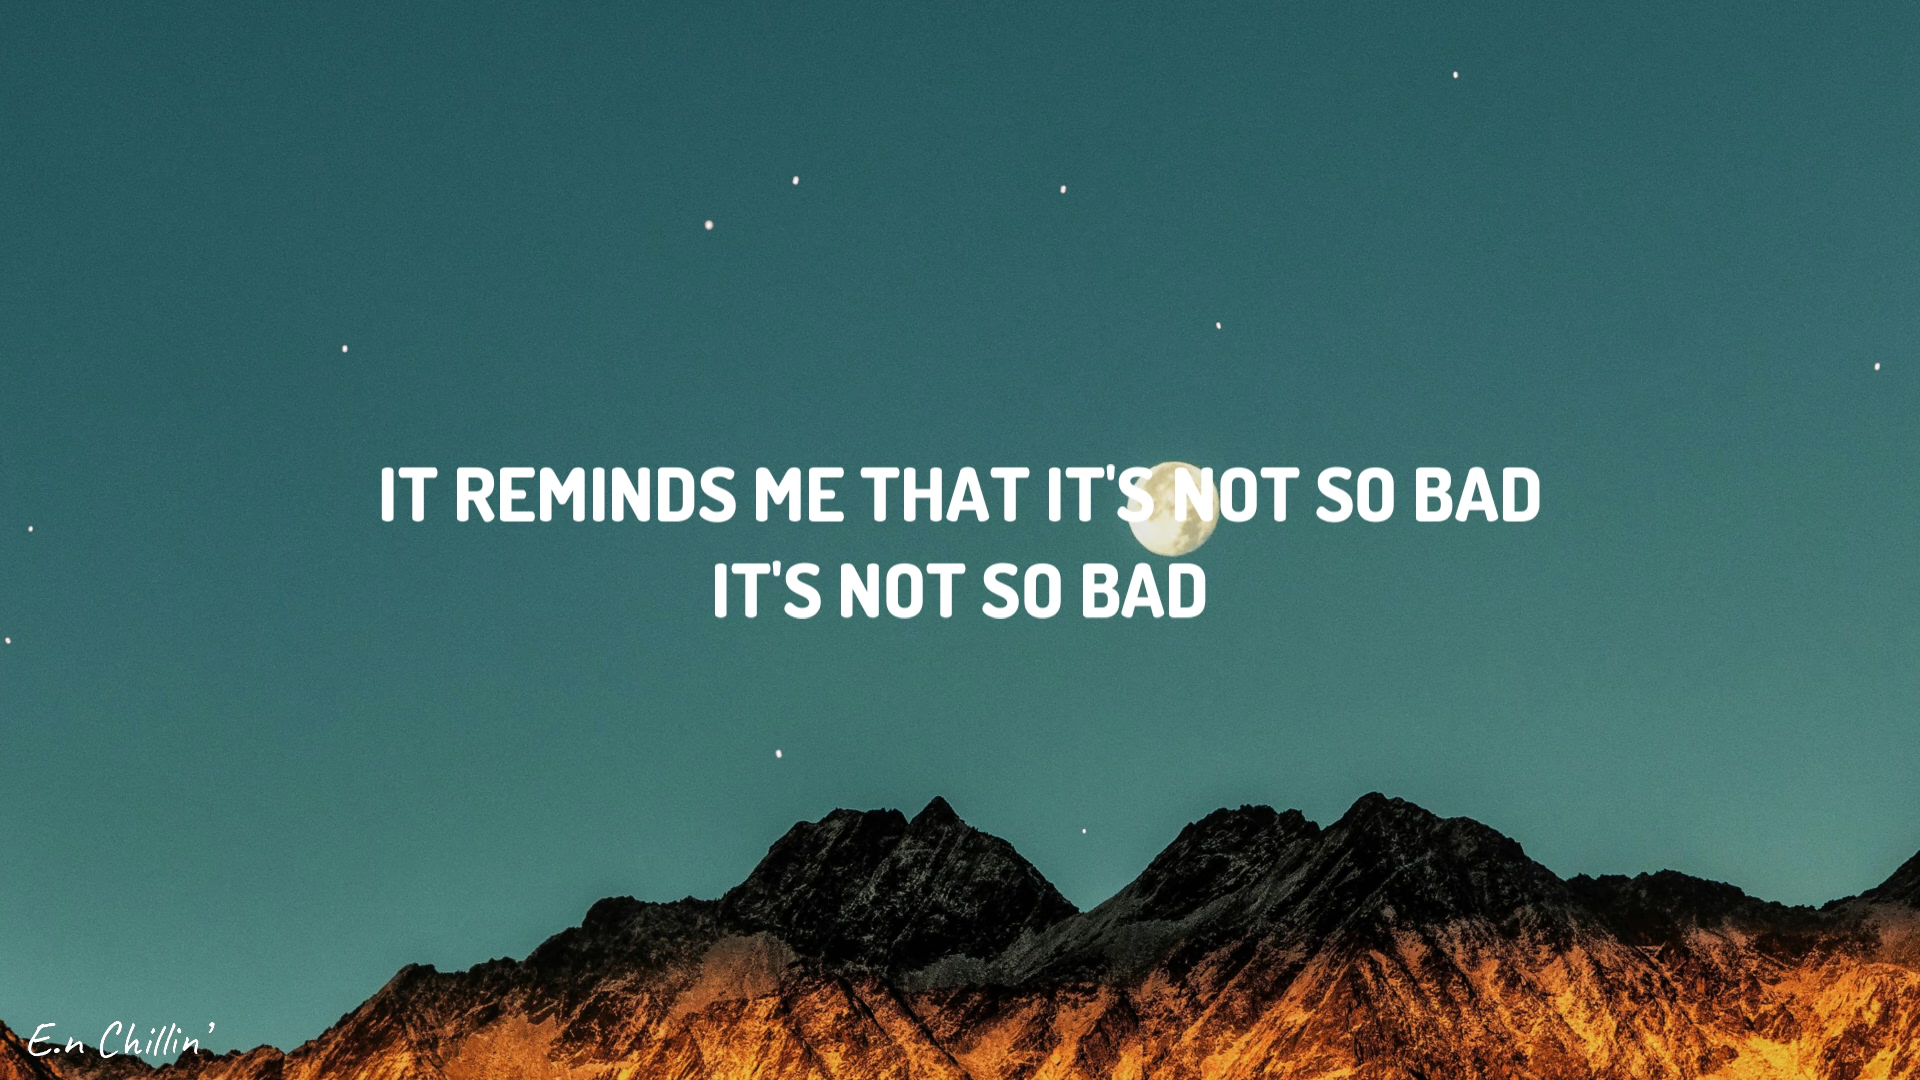 IT REMINDS ME THAT IT'S NOT SO BAD
IT'S NOT SO BAD
E.n Chillin'